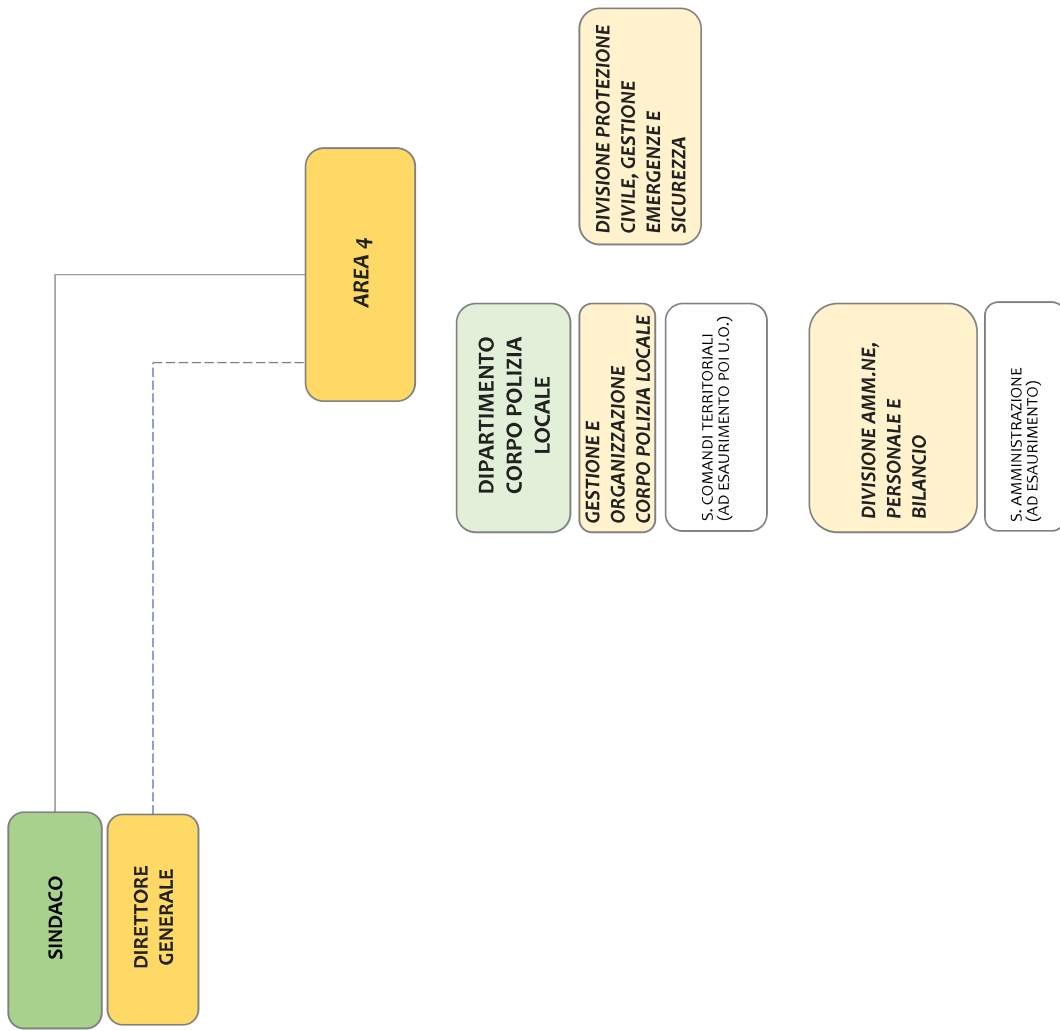 SINDACO
DIRETTORE
GENERALE
AREA 4
DIPARTIMENTO
CORPO POLIZIA
LOCALE
GESTIONE E
ORGANIZZAZIONE
CORPO POLIZIA LOCALE
S. COMANDI TERRITORIALI
(AD ESAURIMENTO POI U.O.)
DIVISIONE AMM.NE,
PERSONALE E
BILANCIO
S. AMMINISTRAZIONE
(AD ESAURIMENTO)
DIVISIONE PROTEZIONE
CIVILE, GESTIONE
EMERGENZE E
SICUREZZA